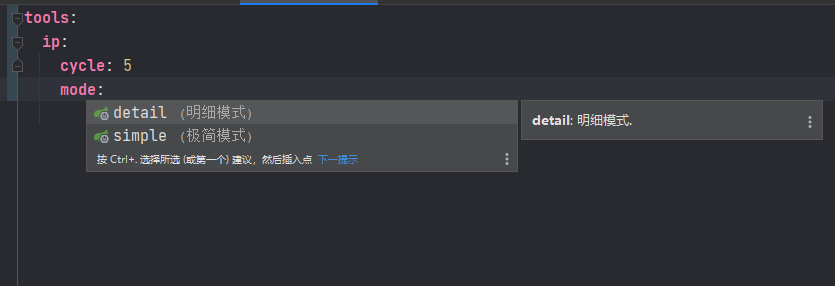 tools:
ip:
cycle: 5
mode:
detail (明细模式)
simple (极简模式)
按 Ctrl+. 选择所选 (或第一个) 建议，然后插入点 下一提示
detail: 明细模式.